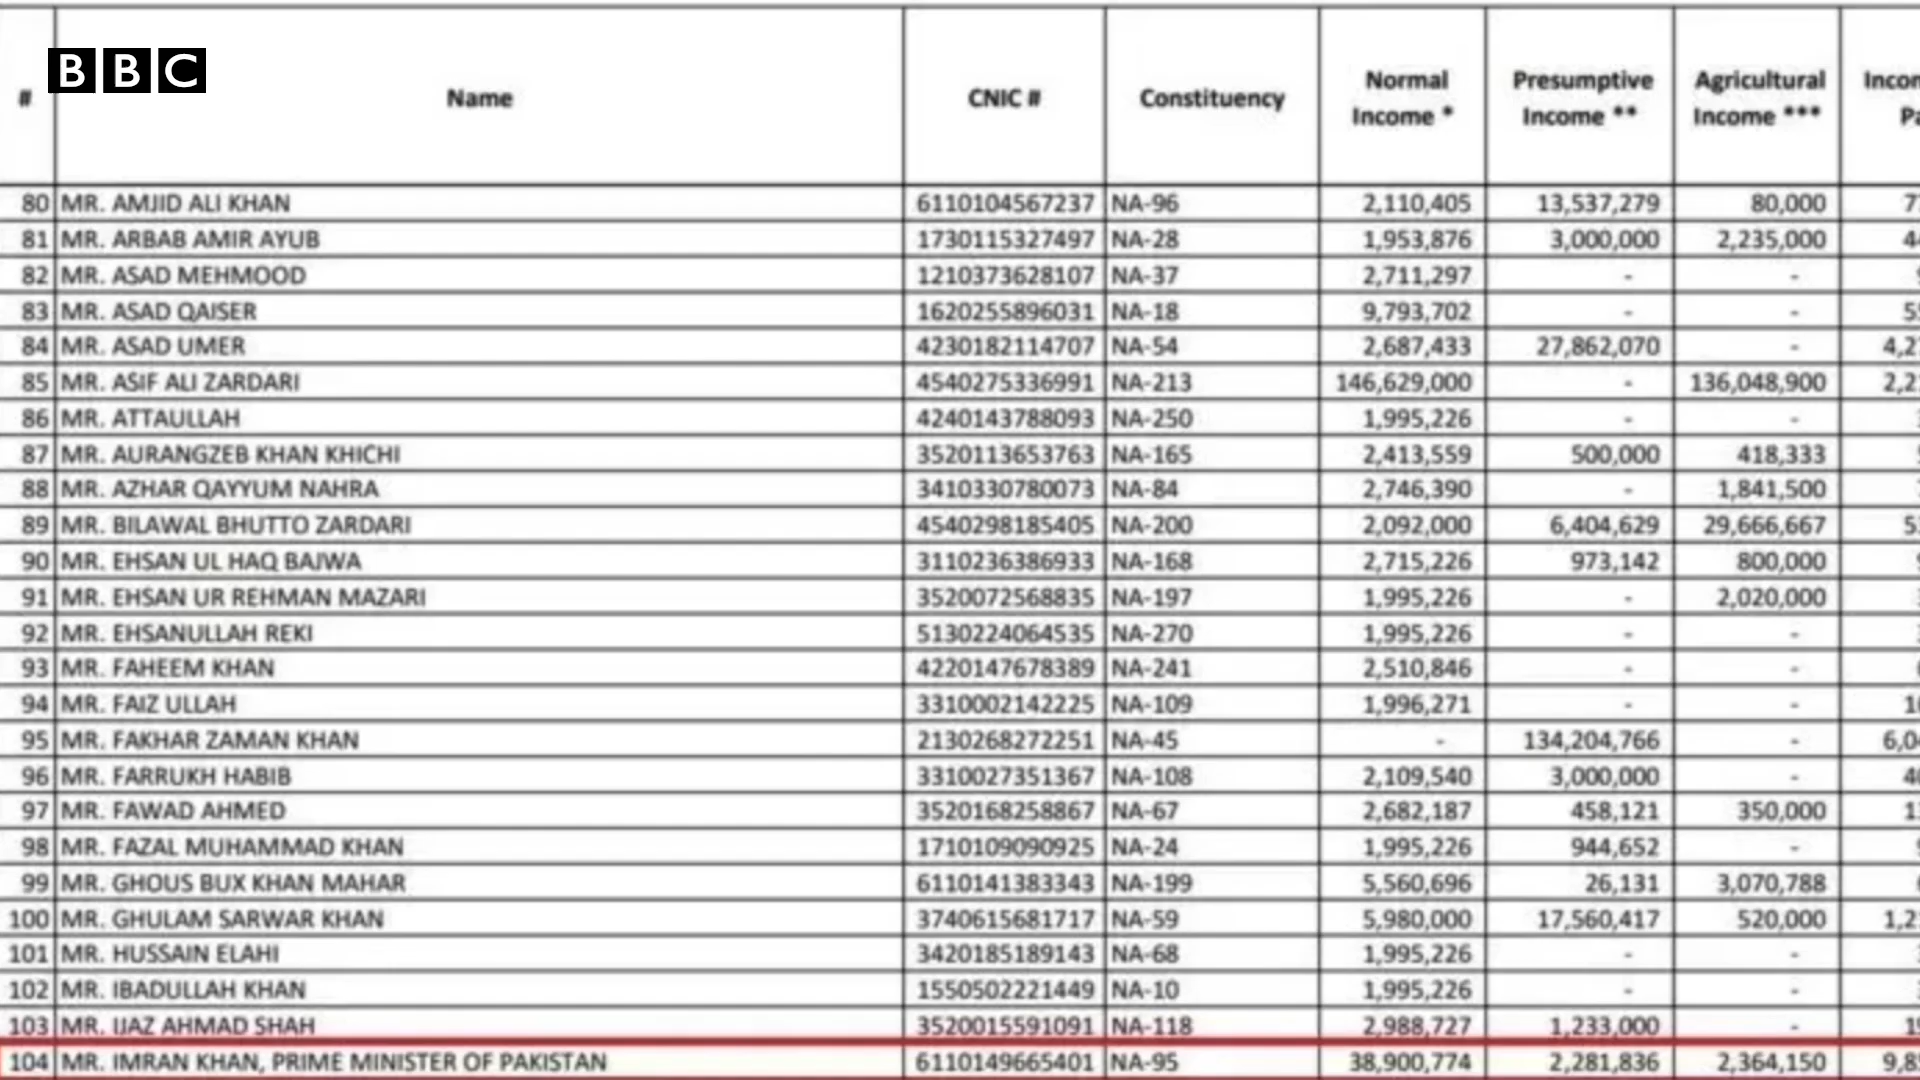 BBC
# Name CNIC # Constituency Normal Income * Presumptive Income ** Agricultural Income ***
80 MR. AMJID ALI KHAN 6110104567237 NA-96 2,110,405 13,537,279 80,000
81 MR. ARBAB AMIR AYUB 1730115327497 NA-28 1,953,876 3,000,000 2,235,000
82 MR. ASAD MEHMOOD 1210373628107 NA-37 2,711,297 - -
83 MR. ASAD QAISER 1620255896031 NA-18 9,793,702 - -
84 MR. ASAD UMER 4230182114707 NA-54 2,687,433 27,862,070 -
85 MR. ASIF ALI ZARDARI 4540275336991 NA-213 146,629,000 - 136,048,900
86 MR. ATTAULLAH 4240143788093 NA-250 1,995,226 - -
87 MR. AURANGZEB KHAN KHICHI 3520113653763 NA-165 2,413,559 500,000 418,333
88 MR. AZHAR QAYYUM NAHRA 3410330780073 NA-84 2,746,390 - 1,841,500
89 MR. BILAWAL BHUTTO ZARDARI 4540298185405 NA-200 2,092,000 6,404,629 29,666,667
90 MR. EHSAN UL HAQ BAJWA 3110236386933 NA-168 2,715,226 973,142 800,000
91 MR. EHSAN UR REHMAN MAZARI 3520072568835 NA-197 1,995,226 - 2,020,000
92 MR. EHSANULLAH REKI 5130224064535 NA-270 1,995,226 - -
93 MR. FAHEEM KHAN 4220147678389 NA-241 2,510,846 - -
94 MR. FAIZ ULLAH 3310002142225 NA-109 1,996,271 - -
95 MR. FAKHAR ZAMAN KHAN 2130268272251 NA-45 - 134,204,766 -
96 MR. FARRUKH HABIB 3310027351367 NA-108 2,109,540 3,000,000 -
97 MR. FAWAD AHMED 3520168258867 NA-67 2,682,187 458,121 350,000
98 MR. FAZAL MUHAMMAD KHAN 1710109090925 NA-24 1,995,226 944,652 -
99 MR. GHOUS BUX KHAN MAHAR 6110141383343 NA-199 5,560,696 26,131 3,070,788
100 MR. GHULAM SARWAR KHAN 3740615681717 NA-59 5,980,000 17,560,417 520,000
101 MR. HUSSAIN ELAHI 3420185189143 NA-68 1,995,226 - -
102 MR. IBADULLAH KHAN 1550502221449 NA-10 1,995,226 - -
103 MR. IJAZ AHMAD SHAH 3520015591091 NA-118 2,988,727 1,233,000 -
104 MR. IMRAN KHAN, PRIME MINISTER OF PAKISTAN 6110149665401 NA-95 38,900,774 2,281,836 2,364,150